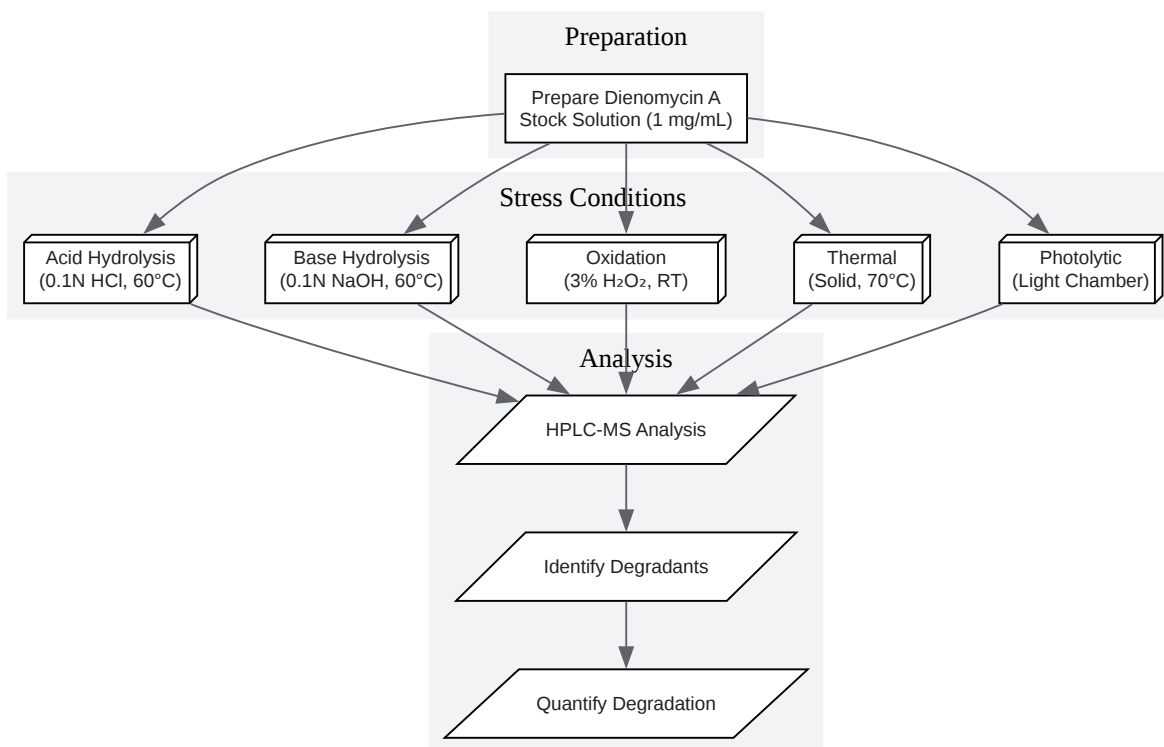 Preparation
Prepare Dienomycin A
Stock Solution (1 mg/mL)
Stress Conditions
Acid Hydrolysis
(0.1N HCl, 60°C)
Base Hydrolysis
(0.1N NaOH, 60°C)
Oxidation
(3% H₂O₂, RT)
Thermal
(Solid, 70°C)
Photolytic
(Light Chamber)
Analysis
HPLC-MS Analysis
Identify Degradants
Quantify Degradation